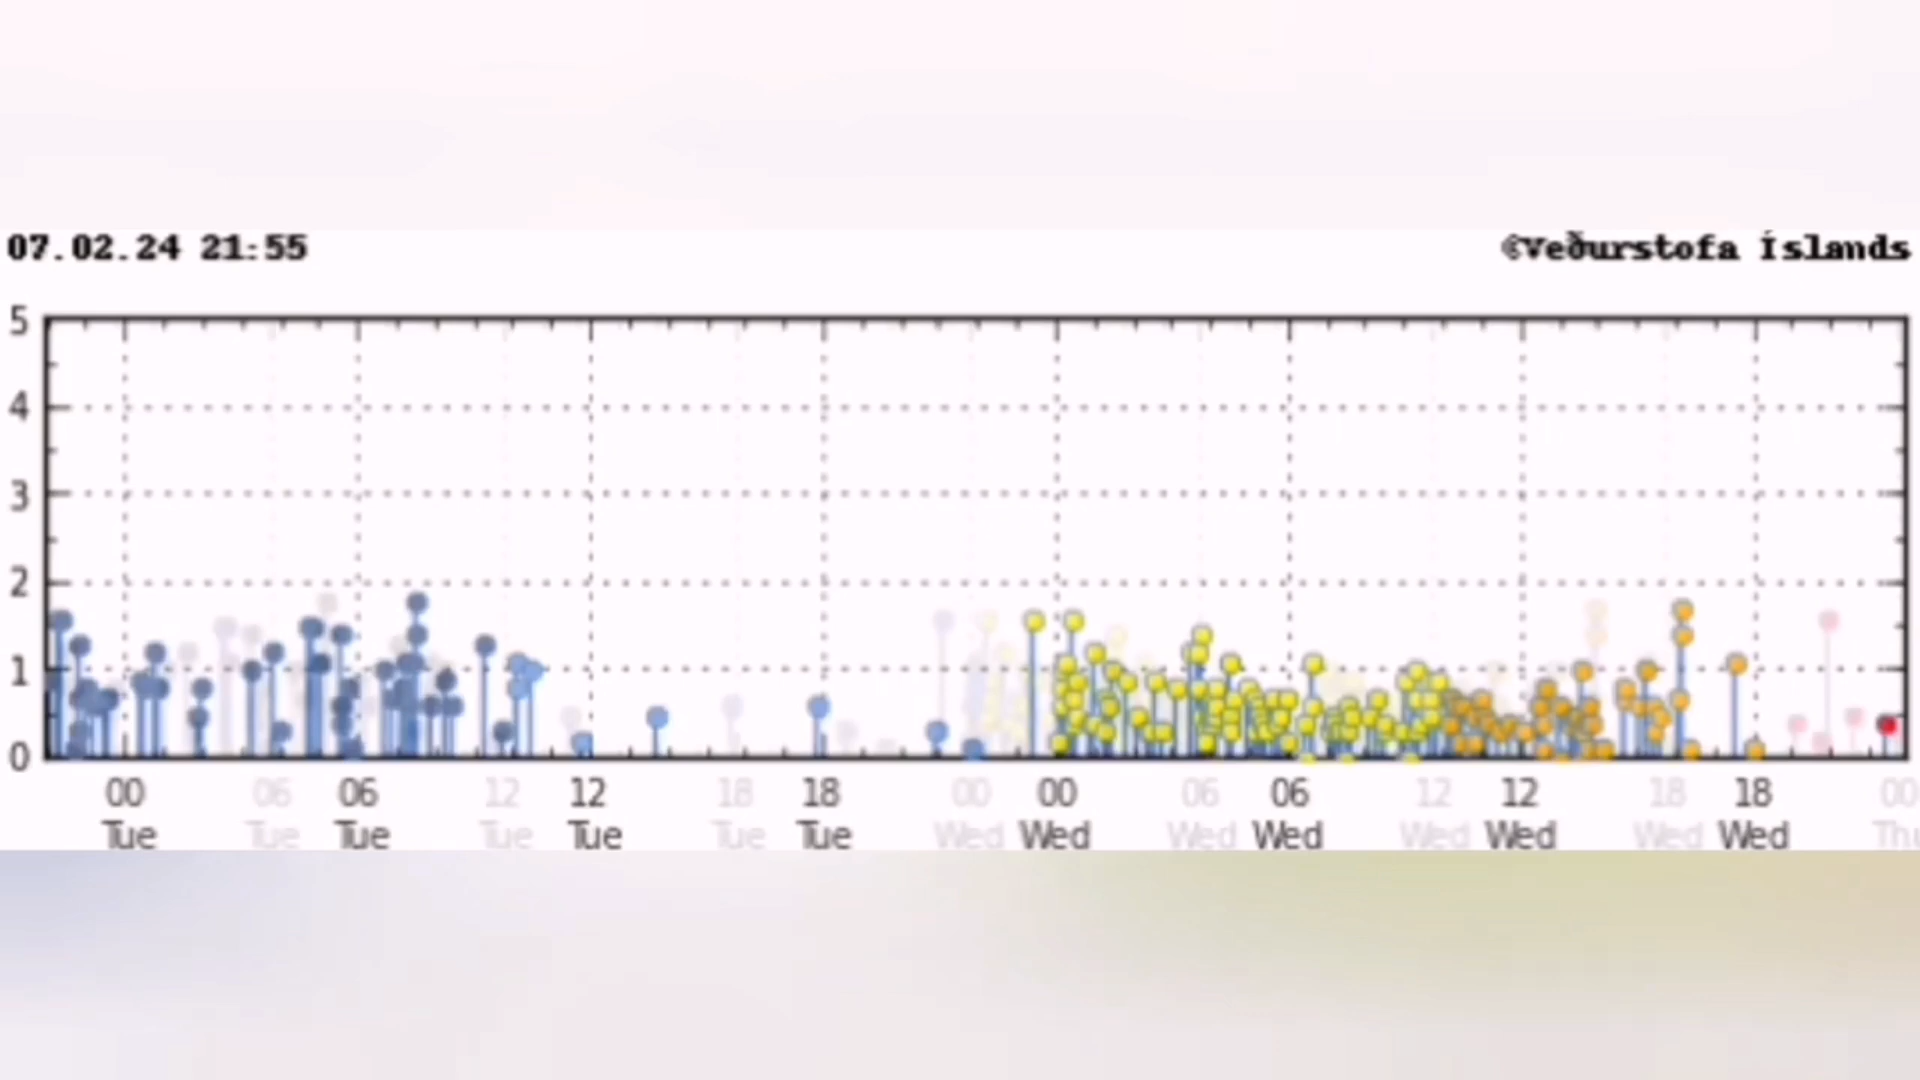 07.02.24 21:55
©Veðurstofa Íslands
5
4
3
2
1
0
00 06 06 12 12 18 18 00 00 06 06 12 12 18 18 00
Tue Tue Tue Tue Tue Tue Tue Wed Wed Wed Wed Wed Wed Wed Wed Thu